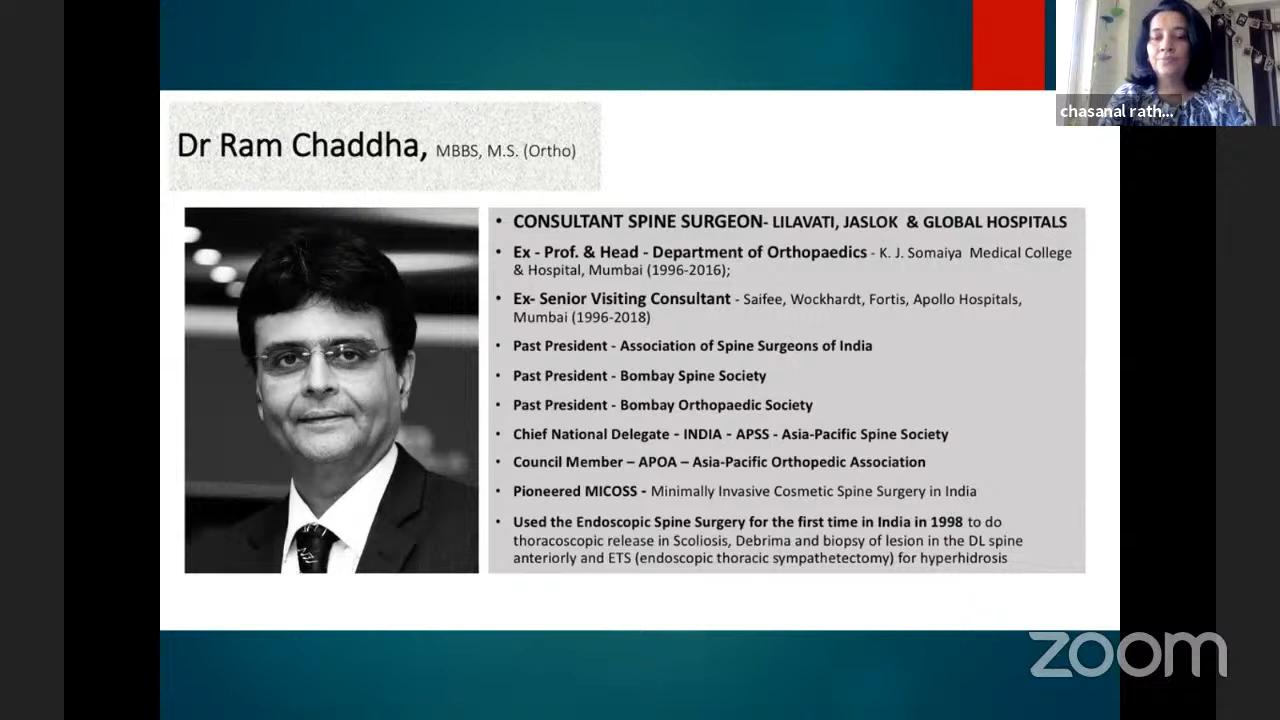 chasanal rath...
Dr Ram Chaddha, MBBS, M.S. (Ortho)
• CONSULTANT SPINE SURGEON- LILAVATI, JASLOK & GLOBAL HOSPITALS
• Ex - Prof. & Head - Department of Orthopaedics - K. J. Somaiya Medical College
& Hospital, Mumbai (1996-2016);
• Ex- Senior Visiting Consultant - Saifee, Wockhardt, Fortis, Apollo Hospitals,
Mumbai (1996-2018)
• Past President - Association of Spine Surgeons of India
• Past President - Bombay Spine Society
• Past President - Bombay Orthopaedic Society
• Chief National Delegate - INDIA - APSS - Asia-Pacific Spine Society
• Council Member – APOA – Asia-Pacific Orthopedic Association
• Pioneered MICOSS - Minimally Invasive Cosmetic Spine Surgery in India
• Used the Endoscopic Spine Surgery for the first time in India in 1998 to do
thoracoscopic release in Scoliosis, Debrima and biopsy of lesion in the DL spine
anteriorly and ETS (endoscopic thoracic sympathetectomy) for hyperhidrosis
zoom